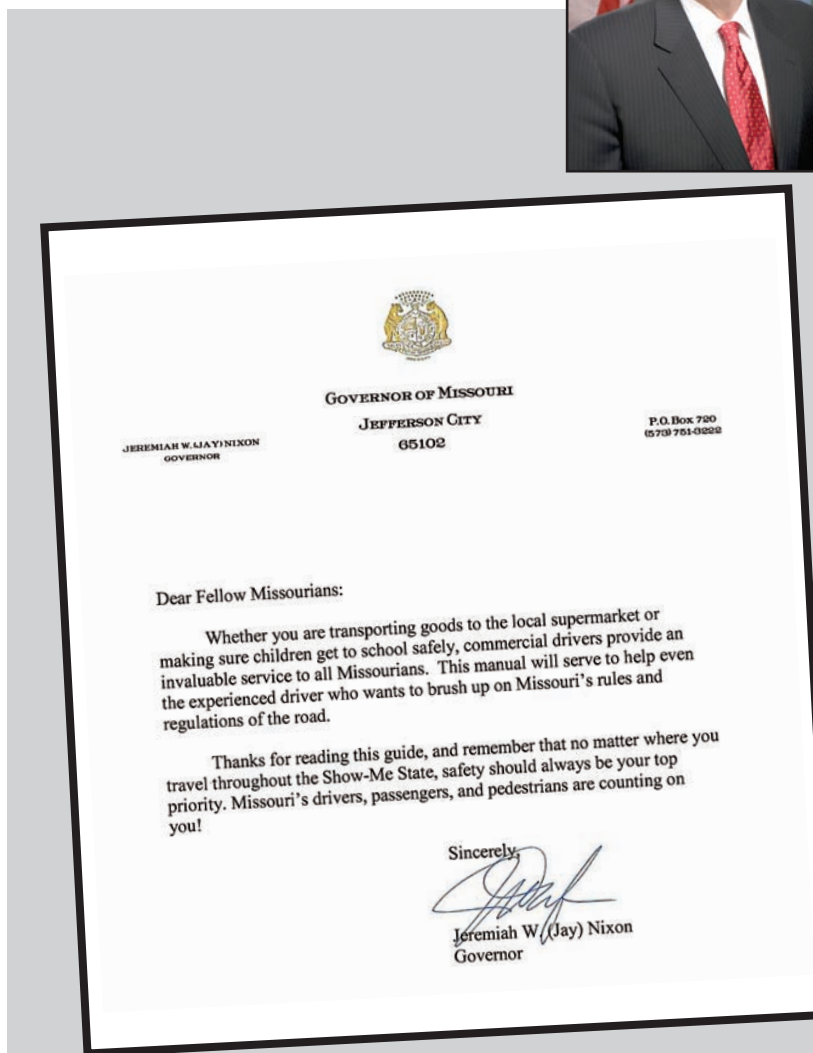 GOVERNOR OF MISSOURI
JEFFERSON CITY
65102
JEREMIAH W. (JAY) NIXON
GOVERNOR
P.O. BOX 720
(573) 751-3222
Dear Fellow Missourians:
Whether you are transporting goods to the local supermarket or
making sure children get to school safely, commercial drivers provide an
invaluable service to all Missourians. This manual will serve to help even
the experienced driver who wants to brush up on Missouri's rules and
regulations of the road.
Thanks for reading this guide, and remember that no matter where you
travel throughout the Show-Me State, safety should always be your top
priority. Missouri's drivers, passengers, and pedestrians are counting on
you!
Sincerely,
Jeremiah W. (Jay) Nixon
Governor